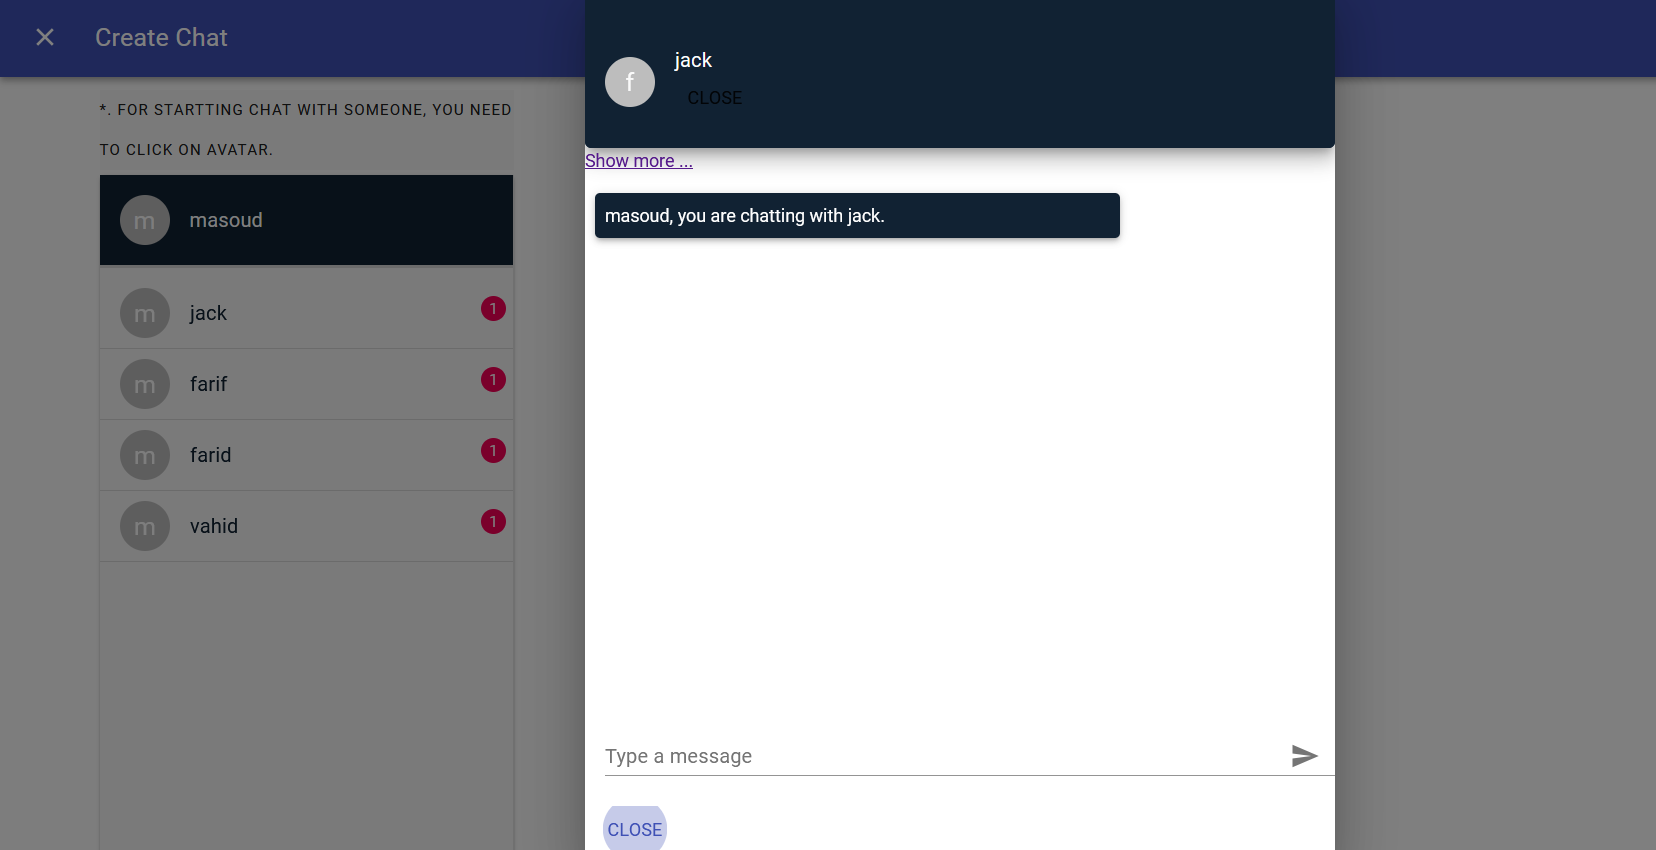 Create Chat
*. FOR STARTTING CHAT WITH SOMEONE, YOU NEED
TO CLICK ON AVATAR.
m masoud
m jack 1
m farif 1
m farid 1
m vahid 1
f jack
CLOSE
Show more ...
masoud, you are chatting with jack.
Type a message
CLOSE